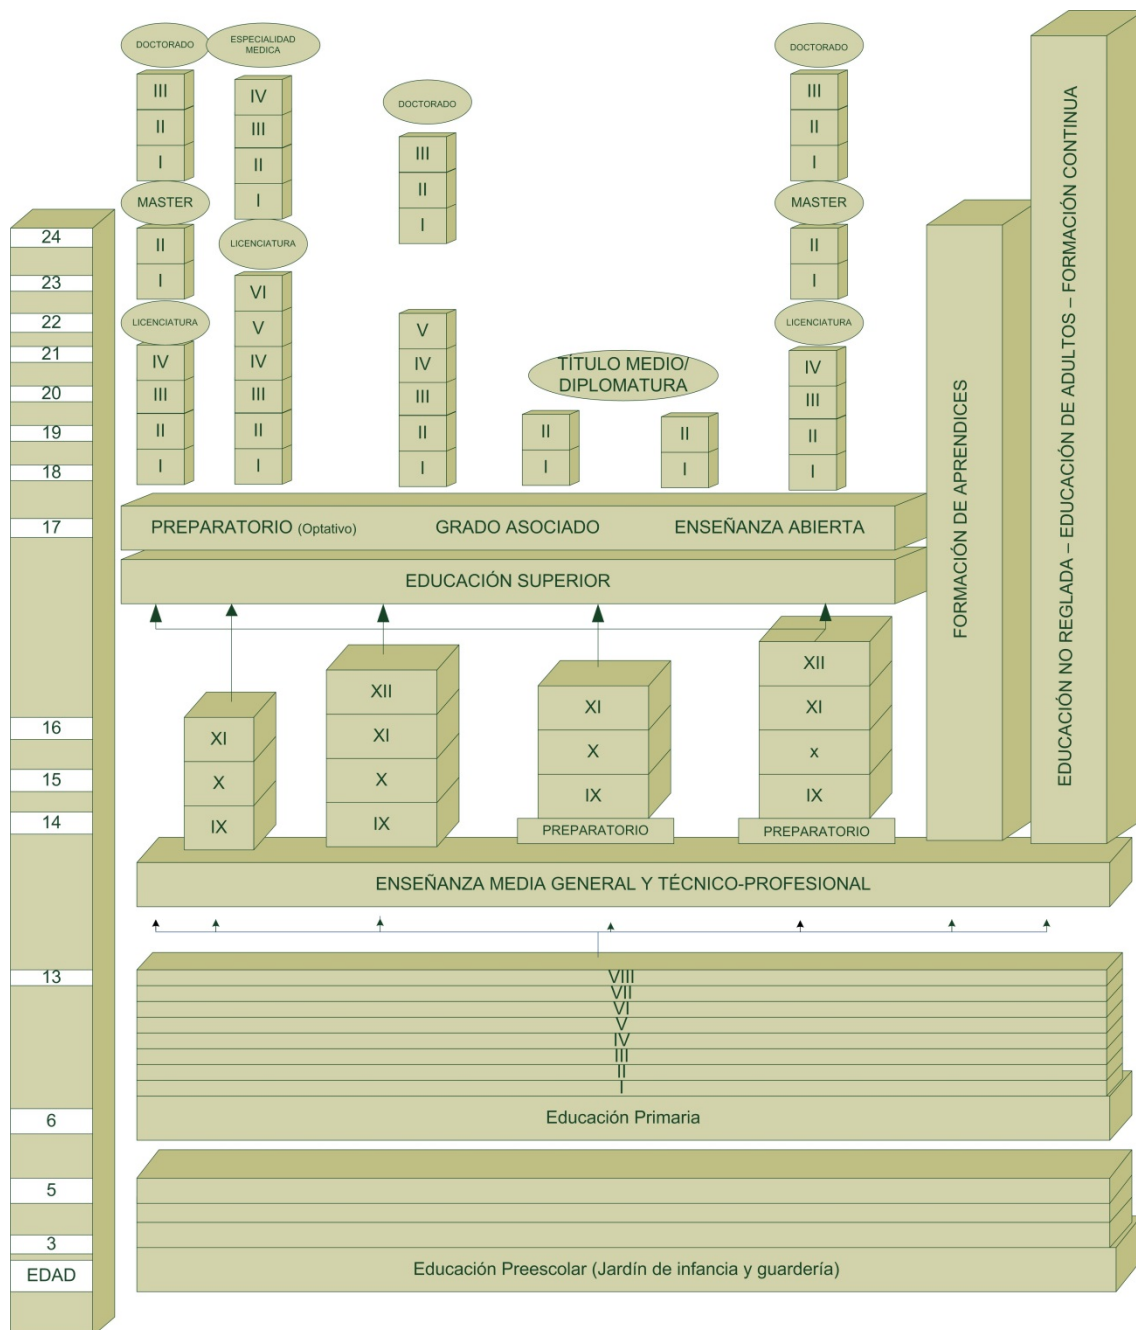 DOCTORADO
III
II
I
MASTER
II
I
LICENCIATURA
IV
III
II
I
ESPECIALIDAD
MEDICA
IV
III
II
I
LICENCIATURA
VI
V
IV
III
II
I
DOCTORADO
III
II
I
V
IV
III
II
I
TÍTULO MEDIO/
DIPLOMATURA
II
I
II
I
DOCTORADO
III
II
I
MASTER
II
I
LICENCIATURA
IV
III
II
I
PREPARATORIO (Optativo)
GRADO ASOCIADO
ENSEÑANZA ABIERTA
EDUCACIÓN SUPERIOR
XI
X
IX
XII
XI
X
IX
XI
X
IX
PREPARATORIO
XII
XI
x
IX
PREPARATORIO
FORMACIÓN DE APRENDICES
EDUCACIÓN NO REGLADA – EDUCACIÓN DE ADULTOS – FORMACIÓN CONTINUA
ENSEÑANZA MEDIA GENERAL Y TÉCNICO-PROFESIONAL
VIII
VII
VI
V
IV
III
II
I
Educación Primaria
Educación Preescolar (Jardín de infancia y guardería)
24
23
22
21
20
19
18
17
16
15
14
13
6
5
3
EDAD